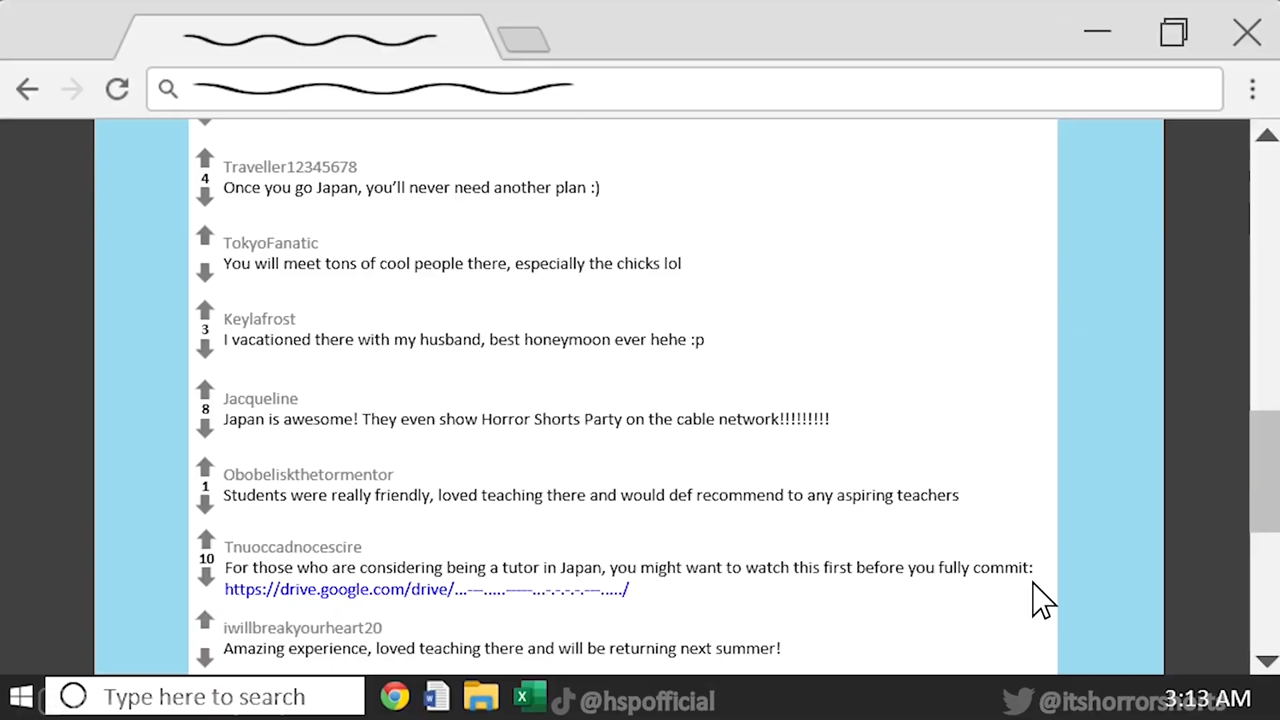 Traveller12345678
4
Once you go Japan, you'll never need another plan :)
TokyoFanatic
You will meet tons of cool people there, especially the chicks lol
Keylafrost
3
I vacationed there with my husband, best honeymoon ever hehe :p
Jacqueline
8
Japan is awesome! They even show Horror Shorts Party on the cable network!!!!!!!!!
Obobeliskthetormentor
1
Students were really friendly, loved teaching there and would def recommend to any aspiring teachers
Tnuoccadnocescire
10
For those who are considering being a tutor in Japan, you might want to watch this first before you fully commit:
https://drive.google.com/drive/...---.....-----...-.-.-.-.---...../
iwillbreakyourheart20
Amazing experience, loved teaching there and will be returning next summer!
Type here to search
@hspofficial
@itshorrorshorts
3:13 AM